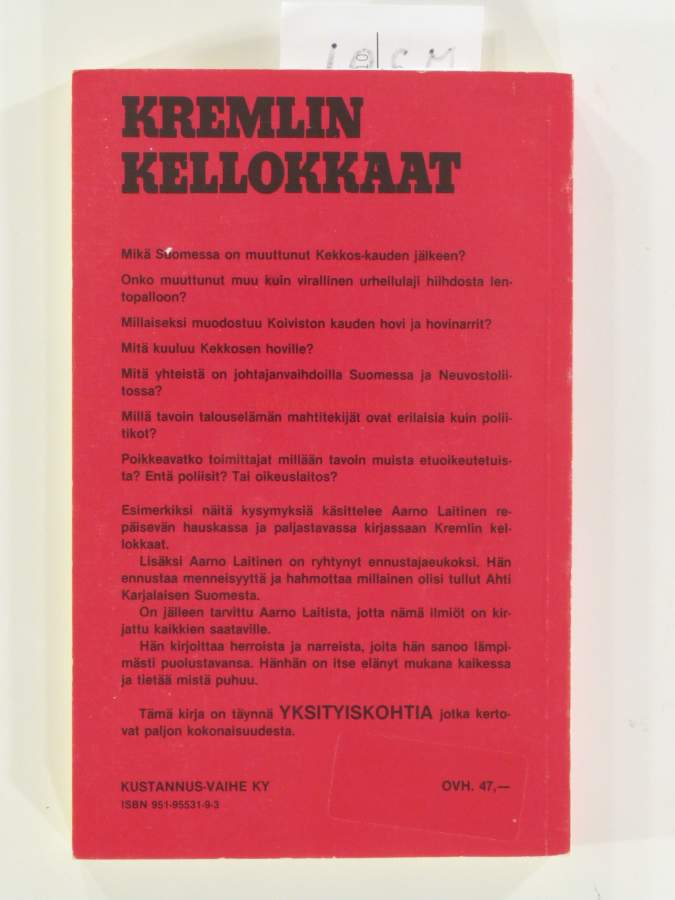 10CM
KREMLIN
KELLOKKAAT
Mikä Suomessa on muuttunut Kekkos-kauden jälkeen?
Onko muuttunut muu kuin virallinen urheilulaji hiihdosta len-
topalloon?
Millaiseksi muodostuu Koiviston kauden hovi ja hovinarrit?
Mitä kuuluu Kekkosen hoville?
Mitä yhteistä on johtajanvaihdoilla Suomessa ja Neuvostolii-
tossa?
Millä tavoin talouselämän mahtitekijät ovat erilaisia kuin polii-
tikot?
Poikkeavatko toimittajat millään tavoin muista etuoikeutetuis-
ta? Entä poliisit? Tai oikeuslaitos?
Esimerkiksi näitä kysymyksiä käsittelee Aarno Laitinen re-
päisevän hauskassa ja paljastavassa kirjassaan Kremlin kel-
lokkaat.
Lisäksi Aarno Laitinen on ryhtynyt ennustajaeukoksi. Hän
ennustaa menneisyyttä ja hahmottaa millainen olisi tullut Ahti
Karjalaisen Suomesta.
On jälleen tarvittu Aarno Laitista, jotta nämä ilmiöt on kir-
jattu kaikkien saataville.
Hän kirjoittaa herroista ja narreista, joita hän sanoo lämpi-
mästi puolustavansa. Hänhän on itse elänyt mukana kaikessa
ja tietää mistä puhuu.
Tämä kirja on täynnä YKSITYISKOHTIA jotka kerto-
vat paljon kokonaisuudesta.
KUSTANNUS-VAIHE KY OVH. 47,—
ISBN 951-95531-9-3